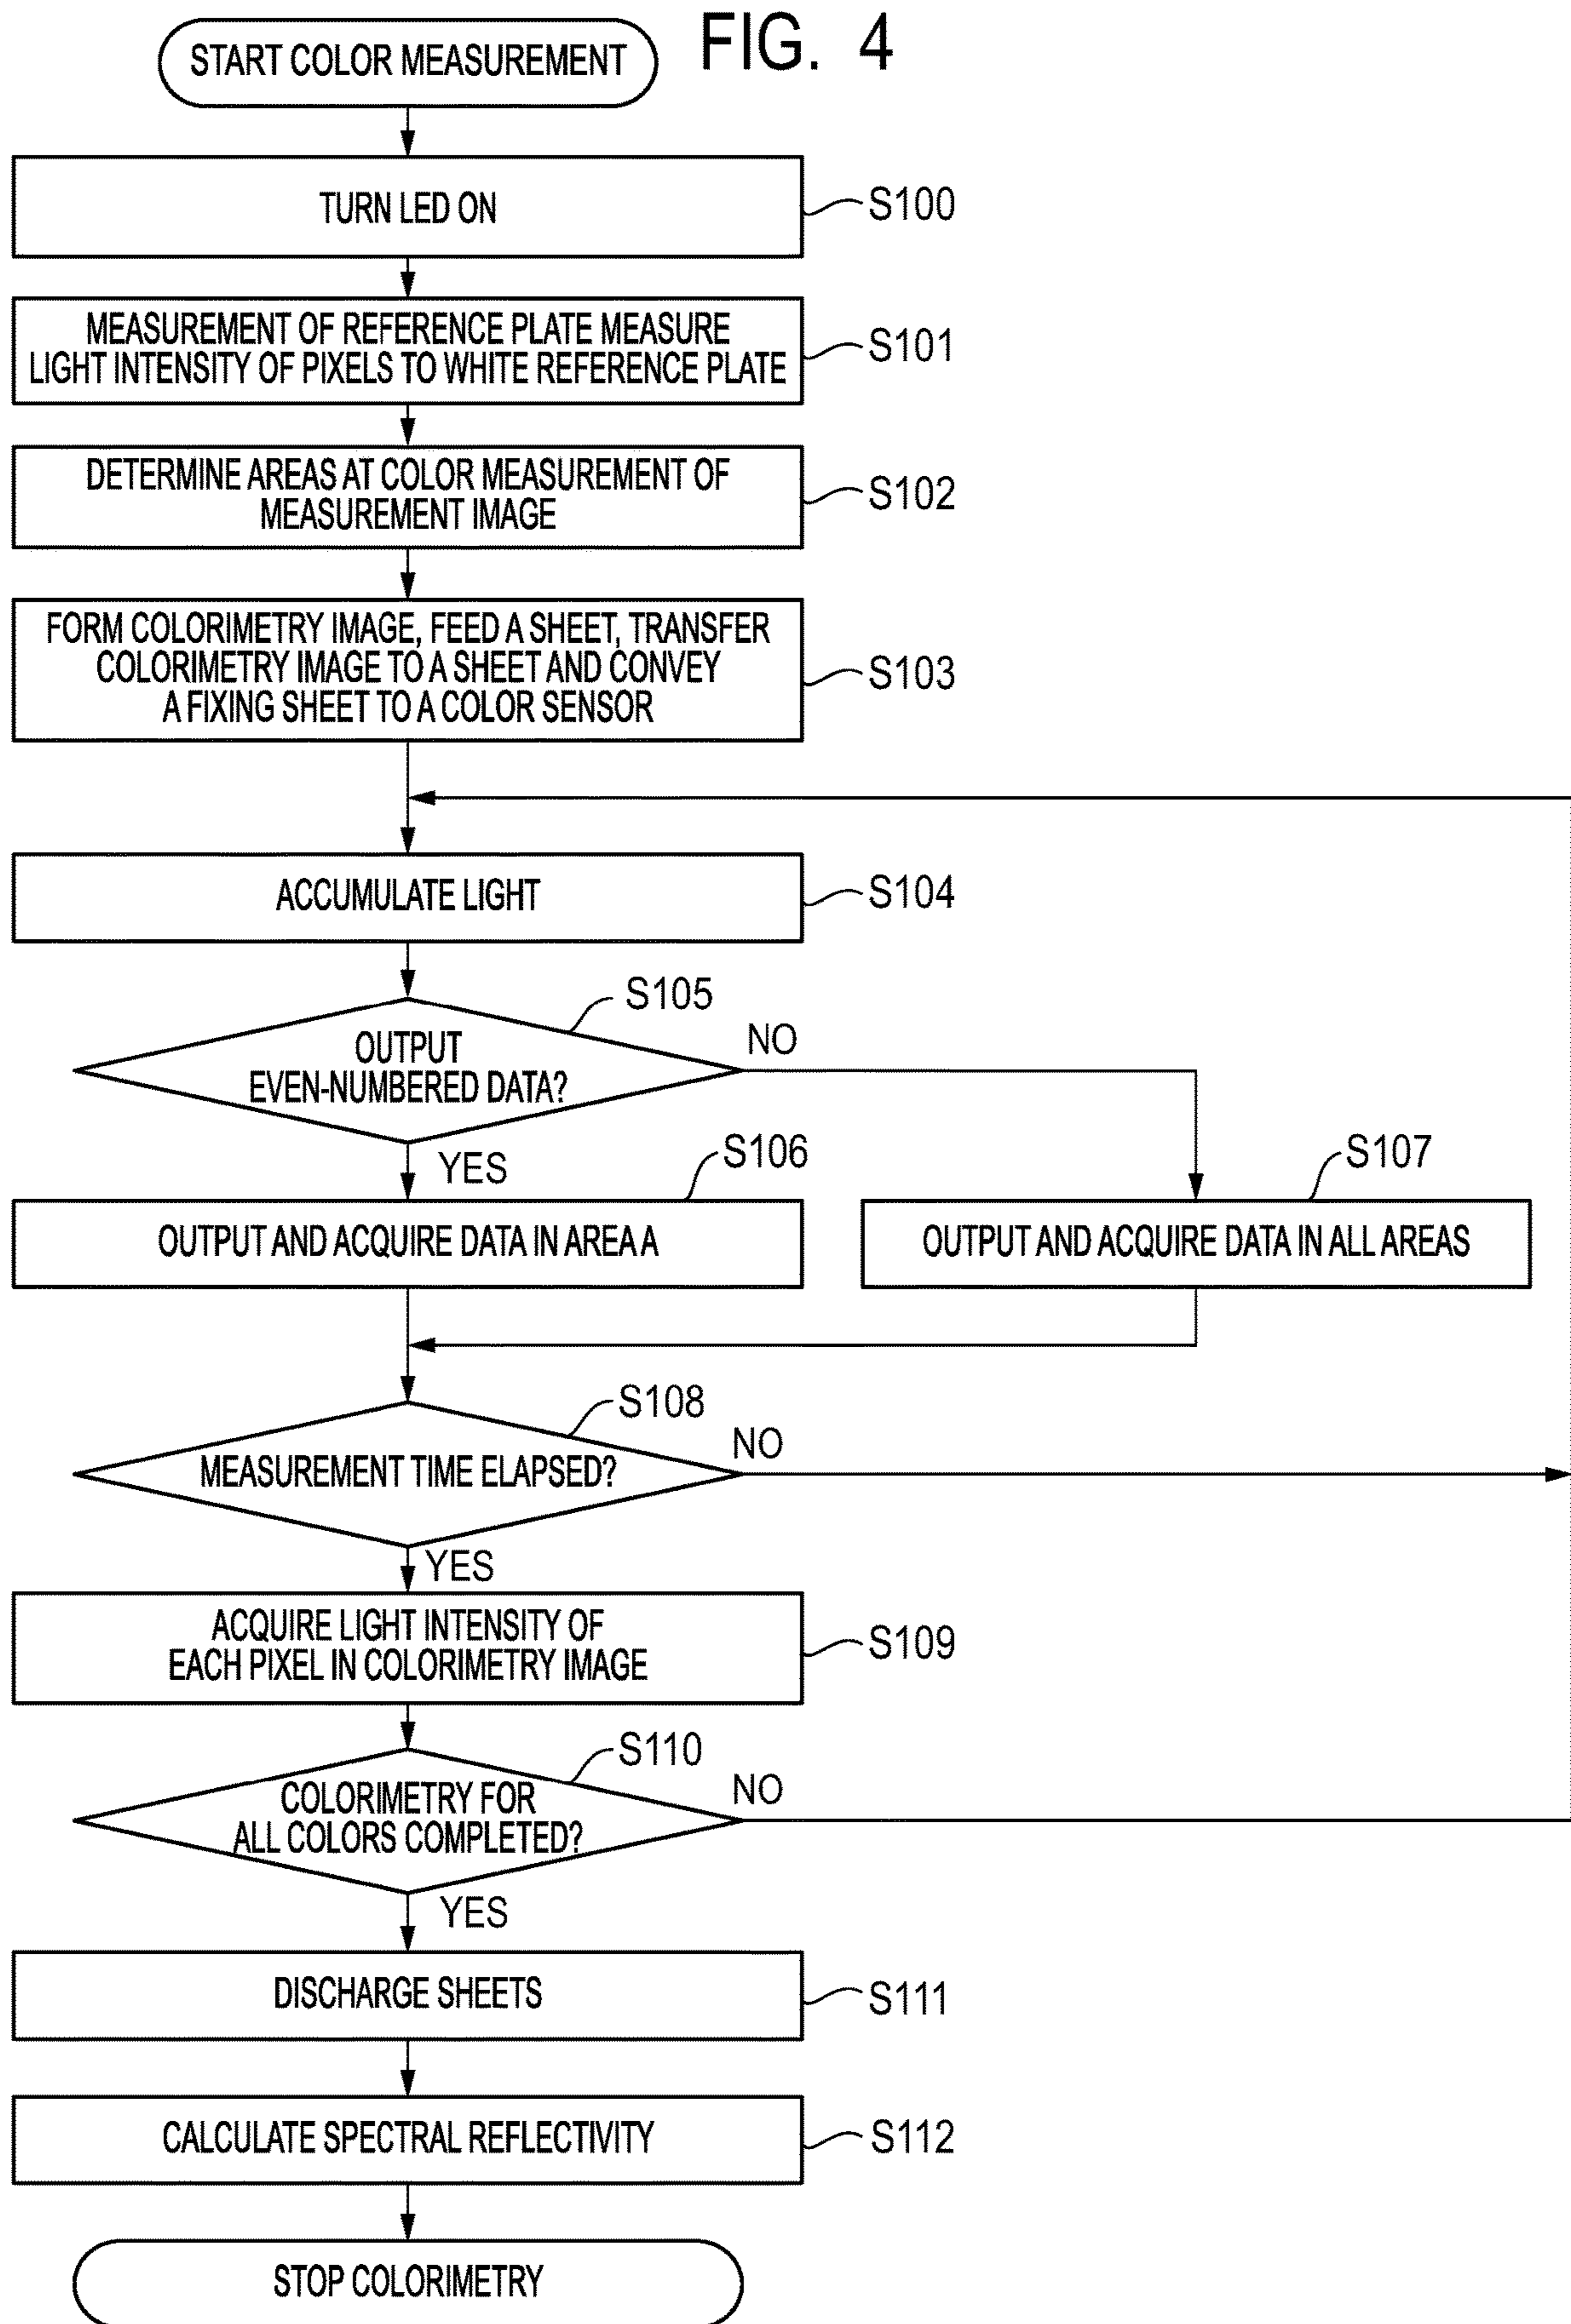 FIG. 4
START COLOR MEASUREMENT
TURN LED ON
S100
MEASUREMENT OF REFERENCE PLATE MEASURE
LIGHT INTENSITY OF PIXELS TO WHITE REFERENCE PLATE
S101
DETERMINE AREAS AT COLOR MEASUREMENT OF
MEASUREMENT IMAGE
S102
FORM COLORIMETRY IMAGE, FEED A SHEET, TRANSFER
COLORIMETRY IMAGE TO A SHEET AND CONVEY
A FIXING SHEET TO A COLOR SENSOR
S103
ACCUMULATE LIGHT
S104
S105
OUTPUT
EVEN-NUMBERED DATA?
NO
YES
S106
OUTPUT AND ACQUIRE DATA IN AREA A
S107
OUTPUT AND ACQUIRE DATA IN ALL AREAS
S108
MEASUREMENT TIME ELAPSED?
NO
YES
ACQUIRE LIGHT INTENSITY OF
EACH PIXEL IN COLORIMETRY IMAGE
S109
S110
COLORIMETRY FOR
ALL COLORS COMPLETED?
NO
YES
DISCHARGE SHEETS
S111
CALCULATE SPECTRAL REFLECTIVITY
S112
STOP COLORIMETRY